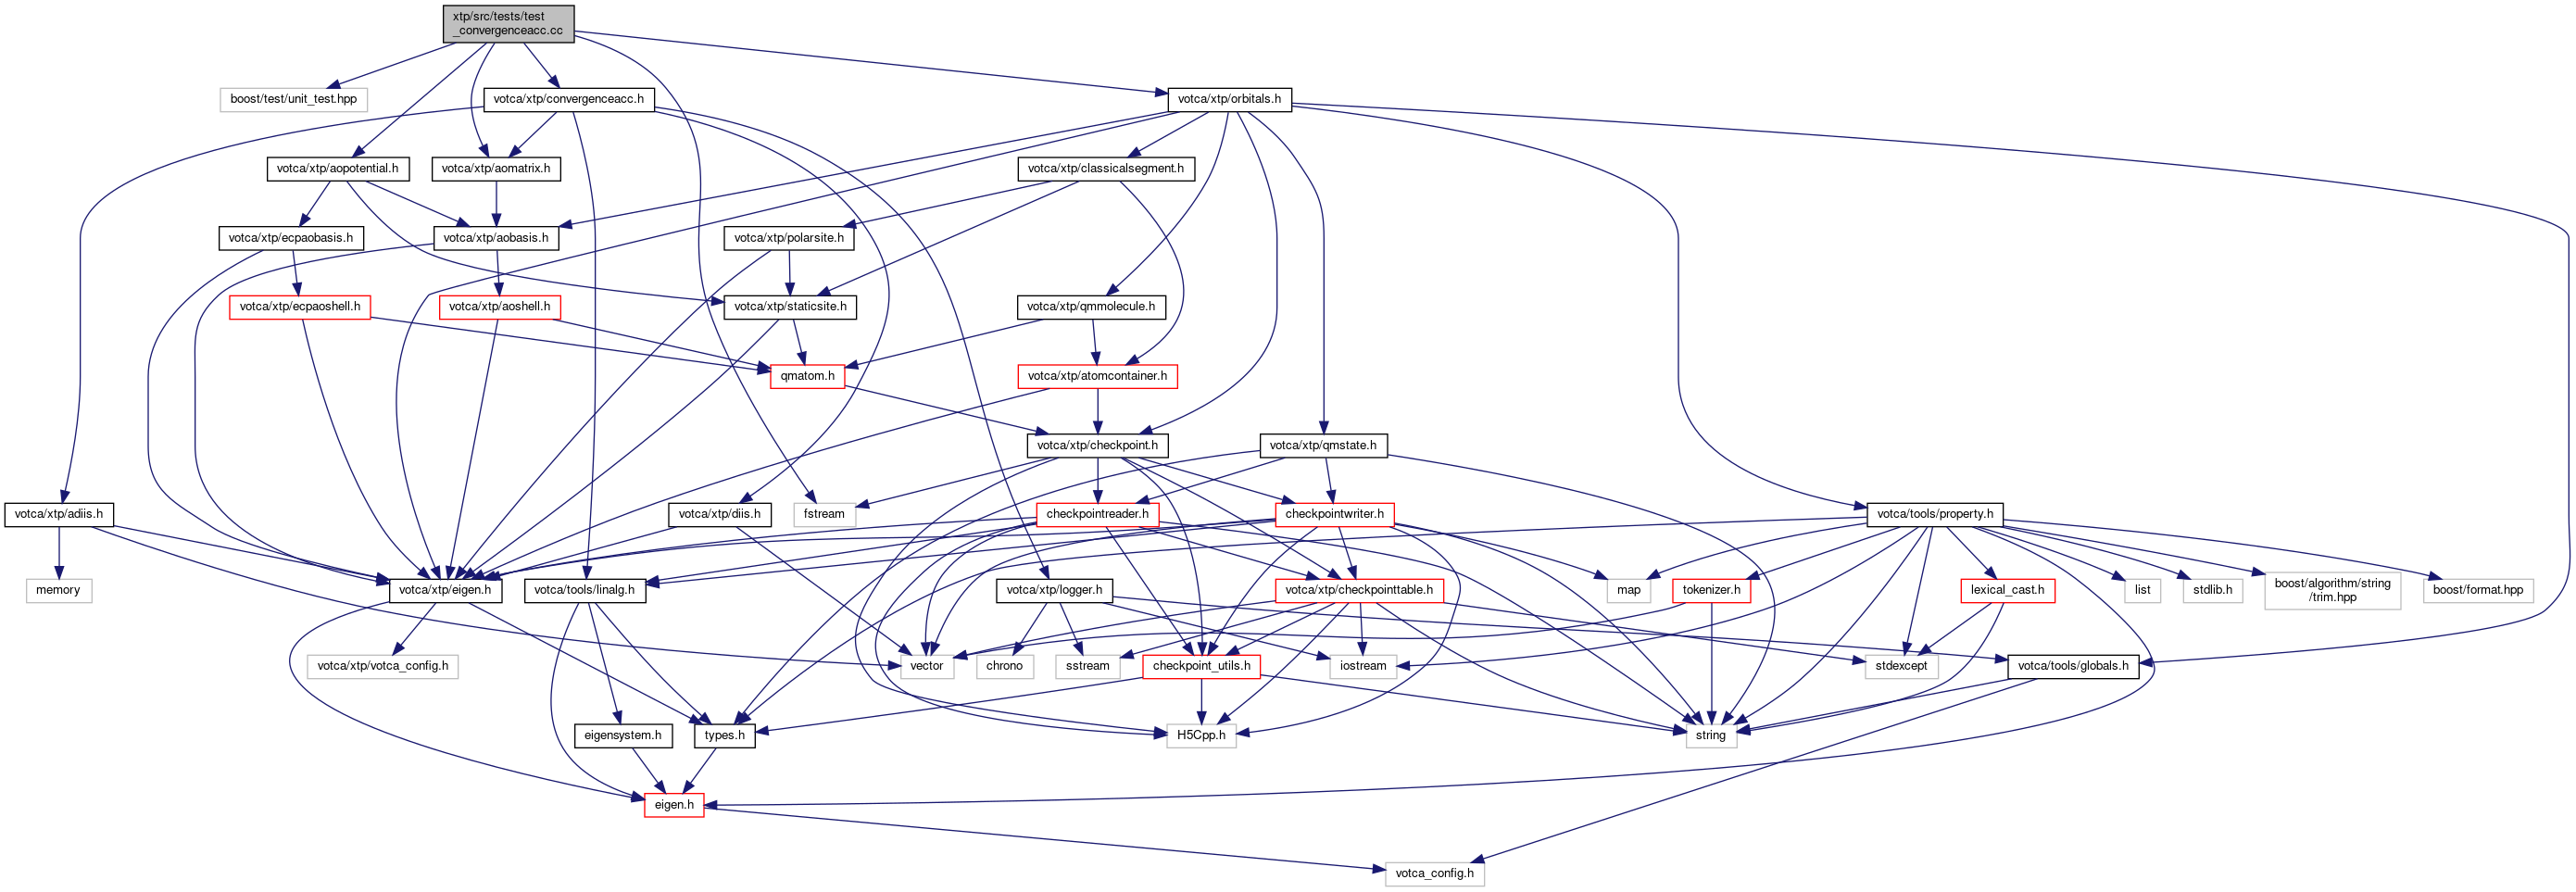 xtp/src/tests/test
_convergenceacc.cc
boost/test/unit_test.hpp
votca/xtp/convergenceacc.h
votca/xtp/orbitals.h
votca/xtp/aopotential.h
votca/xtp/aomatrix.h
votca/xtp/classicalsegment.h
votca/xtp/ecpaobasis.h
votca/xtp/aobasis.h
votca/xtp/polarsite.h
votca/xtp/ecpaoshell.h
votca/xtp/aoshell.h
votca/xtp/staticsite.h
votca/xtp/qmmolecule.h
qmatom.h
votca/xtp/atomcontainer.h
votca/xtp/checkpoint.h
votca/xtp/qmstate.h
votca/xtp/adiis.h
votca/xtp/diis.h
fstream
checkpointreader.h
checkpointwriter.h
votca/tools/property.h
memory
votca/xtp/eigen.h
votca/tools/linalg.h
votca/xtp/logger.h
votca/xtp/checkpointtable.h
map
tokenizer.h
lexical_cast.h
list
stdlib.h
boost/algorithm/string
/trim.hpp
boost/format.hpp
votca/xtp/votca_config.h
vector
chrono
sstream
checkpoint_utils.h
iostream
stdexcept
votca/tools/globals.h
eigensystem.h
types.h
H5Cpp.h
string
eigen.h
votca_config.h